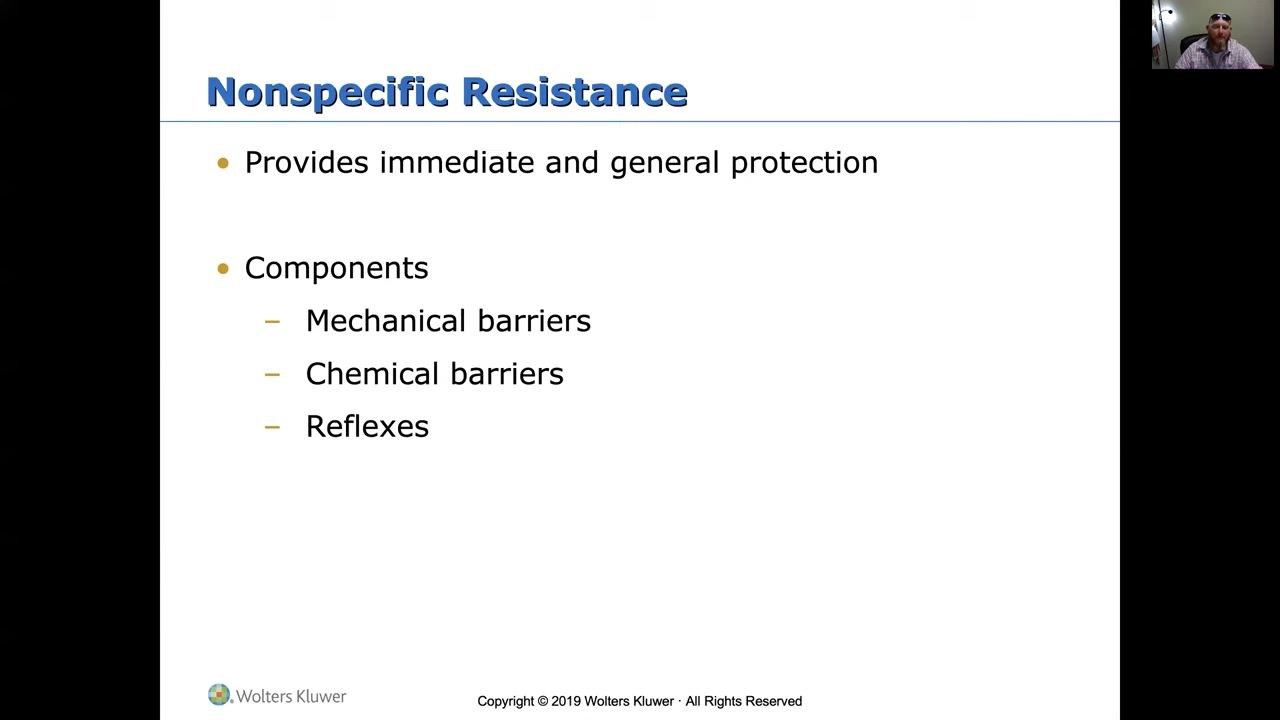 Nonspecific Resistance
• Provides immediate and general protection
• Components
– Mechanical barriers
– Chemical barriers
– Reflexes
Wolters Kluwer
Copyright © 2019 Wolters Kluwer · All Rights Reserved